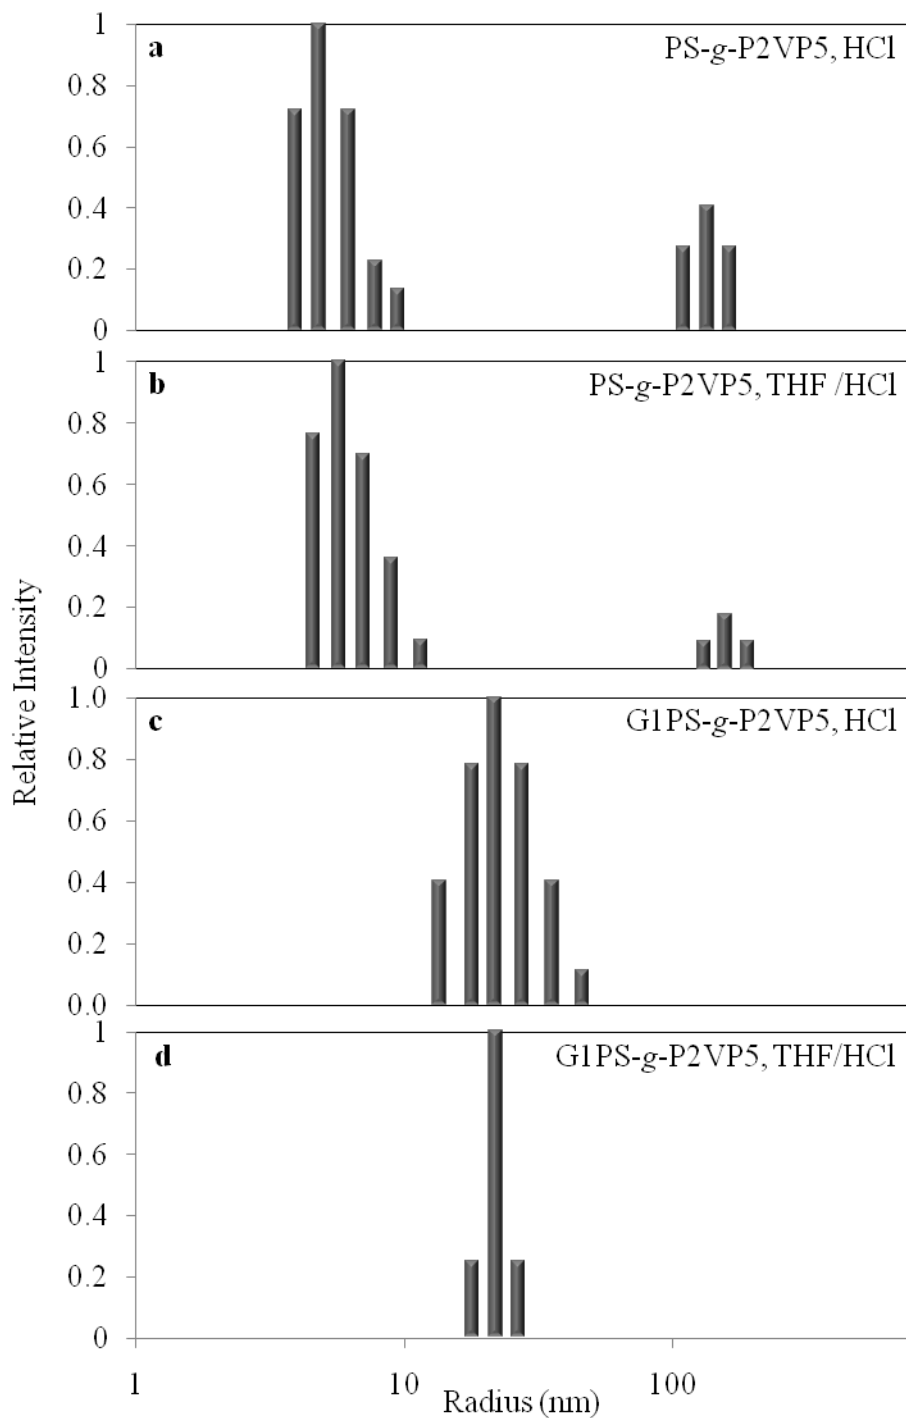 a
PS-g-P2VP5, HCl
1
0.8
0.6
0.4
0.2
0
b
PS-g-P2VP5, THF /HCl
1
0.8
0.6
0.4
0.2
0
c
G1PS-g-P2VP5, HCl
1.0
0.8
0.6
0.4
0.2
0.0
d
G1PS-g-P2VP5, THF/HCl
1
0.8
0.6
0.4
0.2
0
Relative Intensity
1
10
100
Radius (nm)